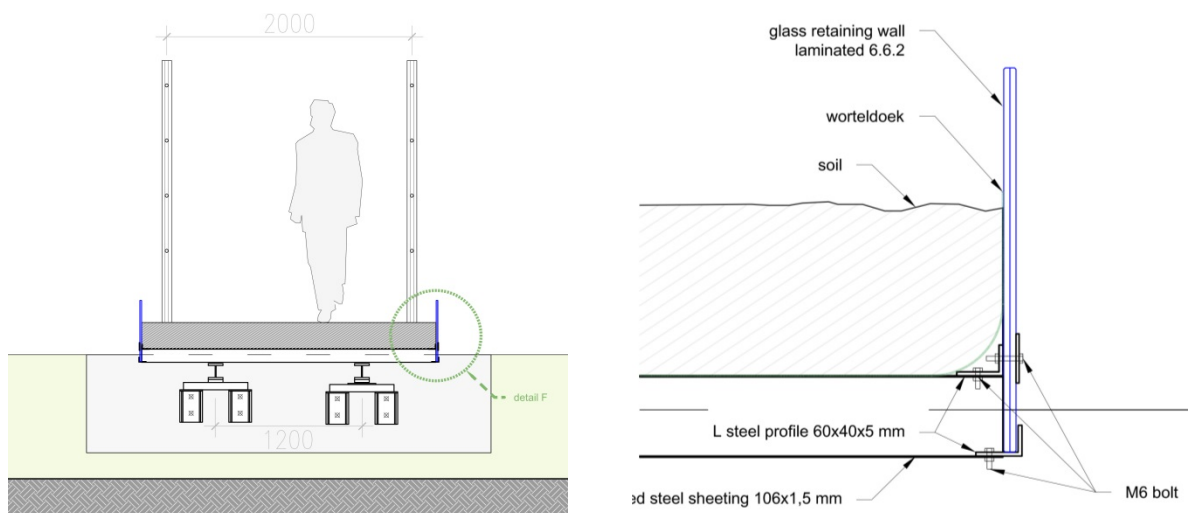 2000
1200
detail F
glass retaining wall
laminated 6.6.2
worteldoek
soil
L steel profile 60x40x5 mm
ed steel sheeting 106x1,5 mm
M6 bolt